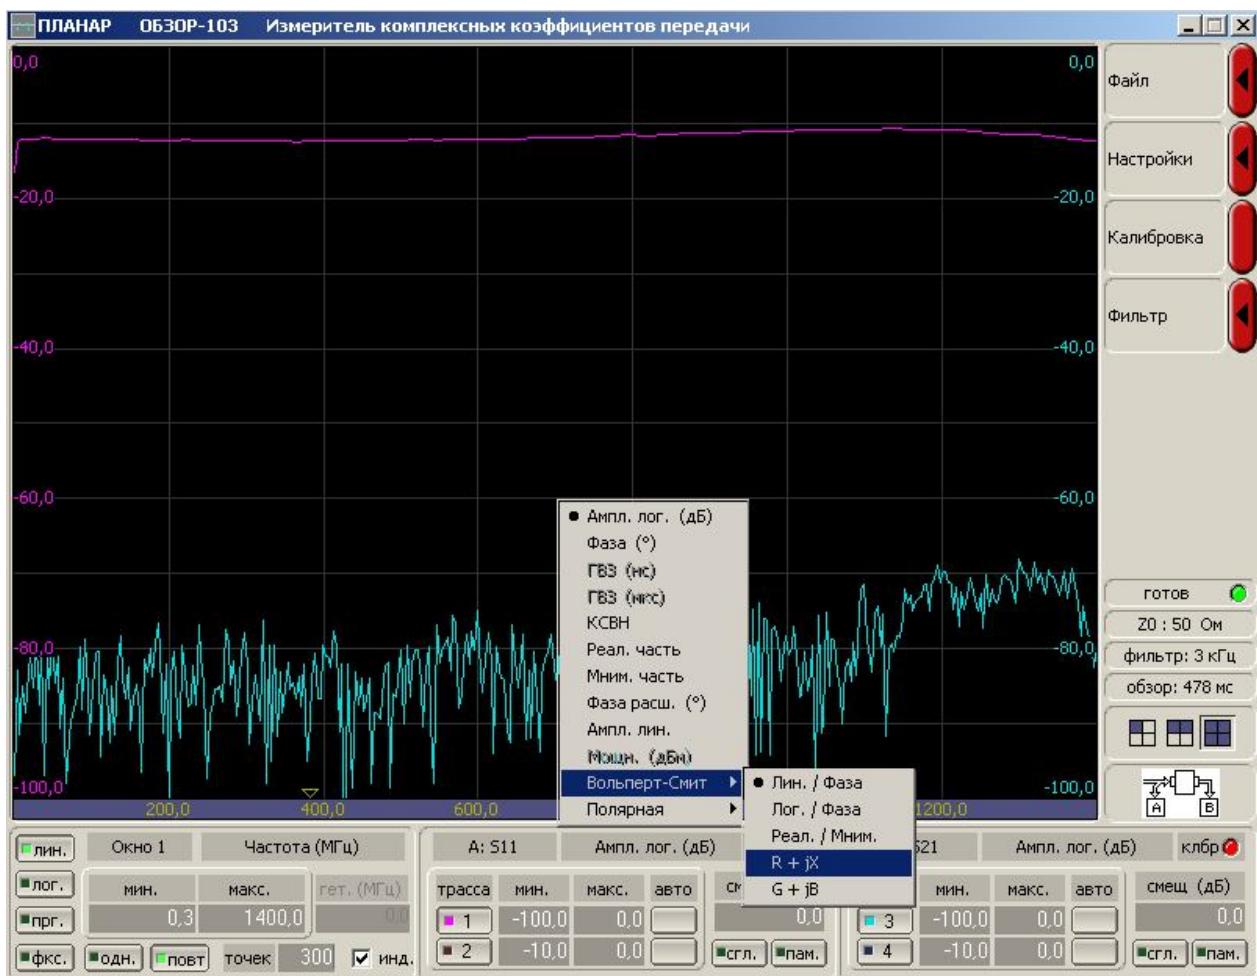 ПЛАНАР ОБЗОР-103 Измеритель комплексных коэффициентов передачи
0,0 0,0
Файл
Настройки
-20,0 -20,0
Калибровка
Фильтр
-40,0 -40,0
-60,0 -60,0
Ампл. лог. (дБ)
Фаза (°)
ГВЗ (нс)
ГВЗ (мкс)
КСВН
Реал. часть
Мним. часть
Фаза расш. (°)
Ампл. лин.
Мощн. (дБм)
Вольперт-Смит
Полярная
Лин. / Фаза
Лог. / Фаза
Реал. / Мним.
R + jX
G + jB
готов
Z0 : 50 Ом
-80,0 -80,0
фильтр: 3 кГц
обзор: 478 мс
-100,0 -100,0
A B
200,0 400,0 600,0 1200,0
лин. Окно 1 Частота (МГц) A: S11 Ампл. лог. (дБ) S21 Ампл. лог. (дБ) клбр
лог. мин. макс. гет. (МГц) трасса мин. макс. авто мин. макс. авто смещ (дБ)
прг. 0,3 1400,0 0,0 1 -100,0 0,0 0,0 3 -100,0 0,0 0,0
фкс. одн. повт точек 300 инд. 2 -10,0 0,0 сгл. пам. 4 -10,0 0,0 сгл. пам.